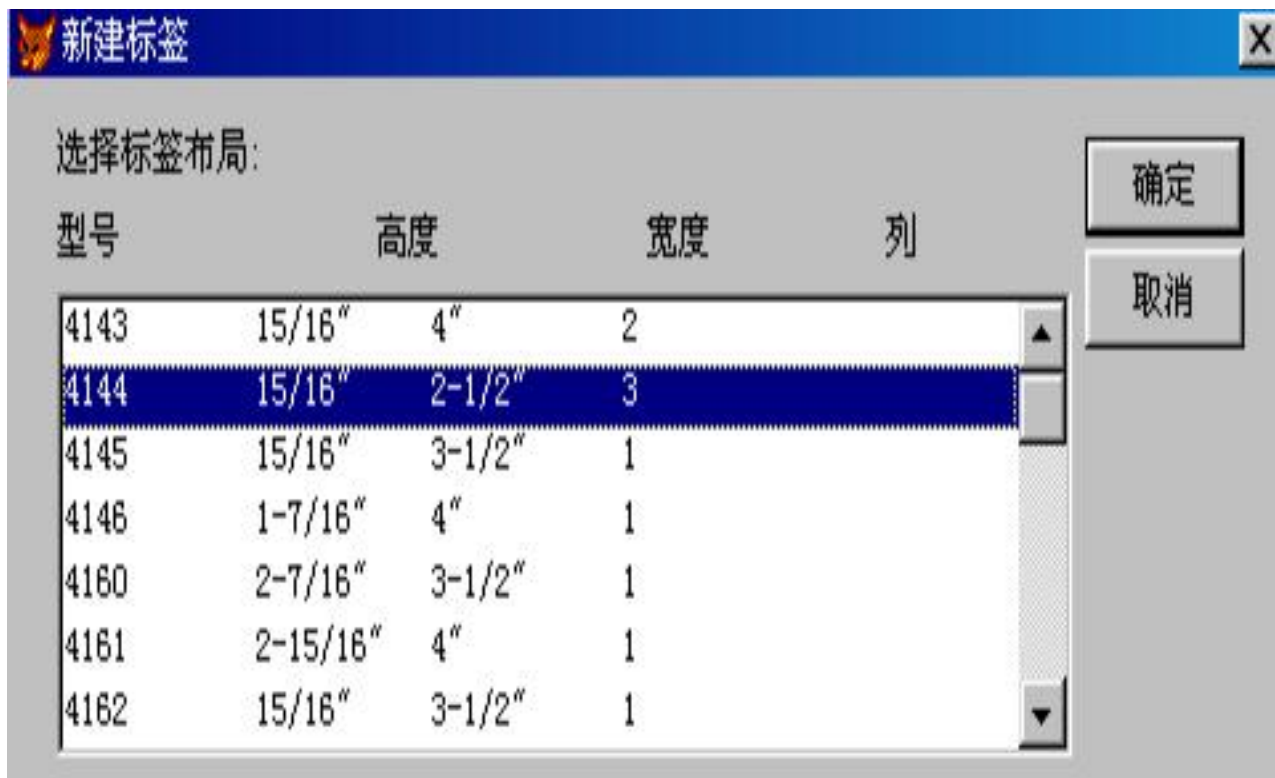 新建标签
选择标签布局:
确定
型号 高度 宽度 列
取消
4143 15/16" 4" 2
4144 15/16" 2-1/2" 3
4145 15/16" 3-1/2" 1
4146 1-7/16" 4" 1
4160 2-7/16" 3-1/2" 1
4161 2-15/16" 4" 1
4162 15/16" 3-1/2" 1